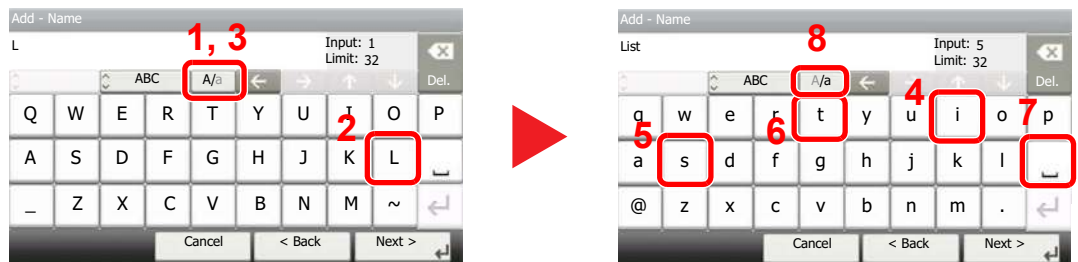 Add - Name
L
Input: 1
Limit: 32
1, 3
ABC
A/a
Del.
Q W E R T Y U I O P
2
A S D F G H J K L
_ Z X C V B N M ~
Cancel < Back Next >
Add - Name
List
Input: 5
Limit: 32
8
ABC
A/a
Del.
4
q w e r t y u i o p
5 6 7
a s d f g h j k l
@ z x c v b n m .
Cancel < Back Next >